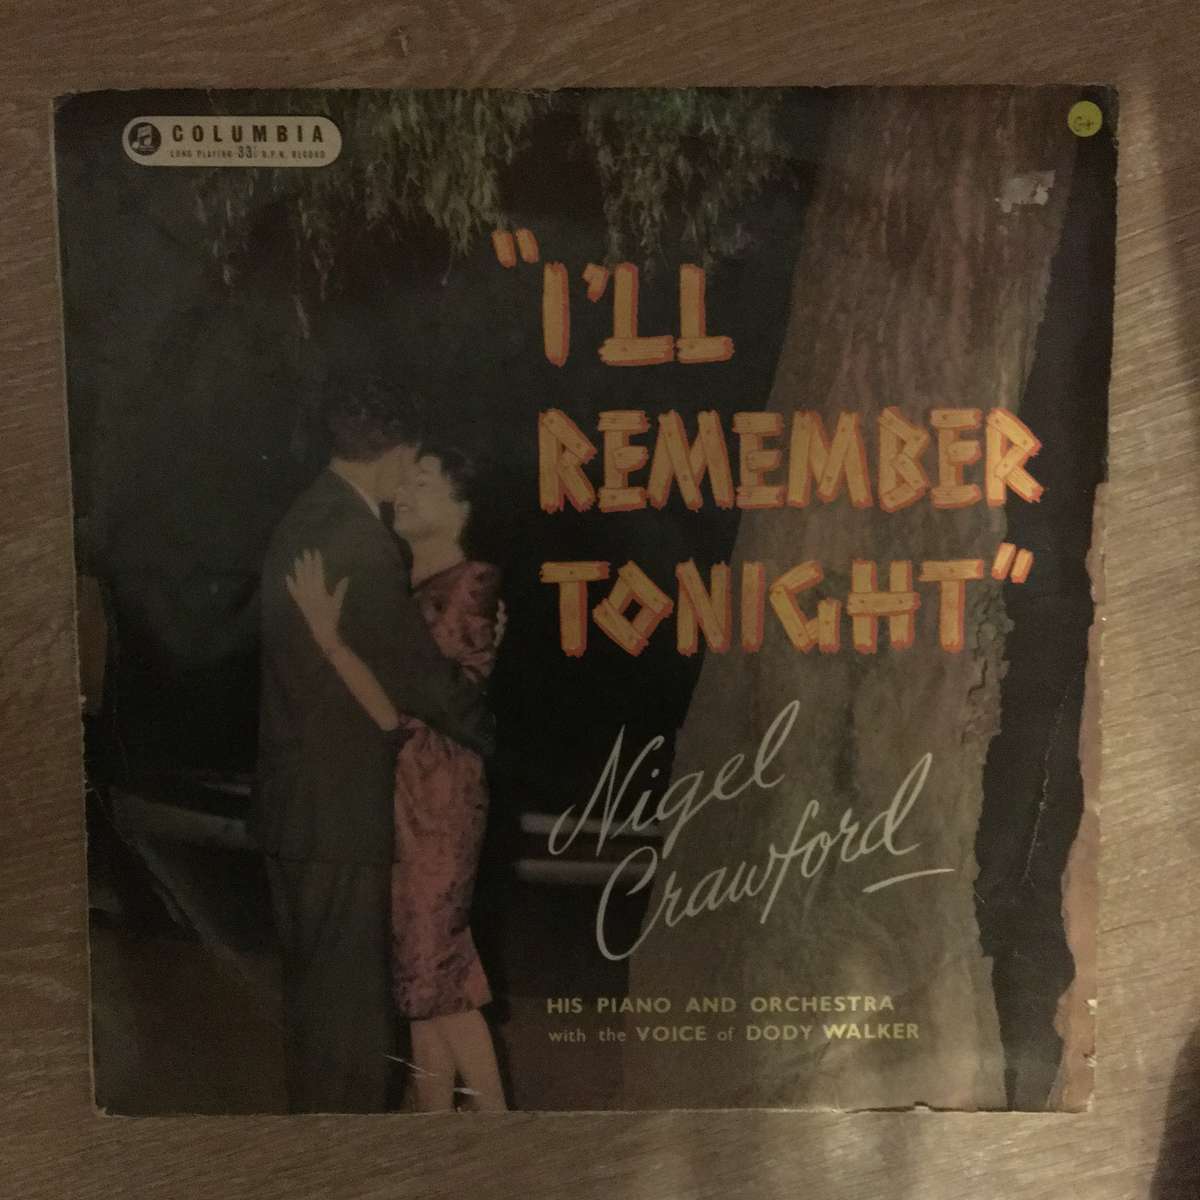 COLUMBIA
LONG PLAYING 33⅓ R.P.M. RECORD
G+
"I'LL
REMEMBER
TONIGHT"
Nigel
Crawford
HIS PIANO AND ORCHESTRA
with the VOICE of DODY WALKER